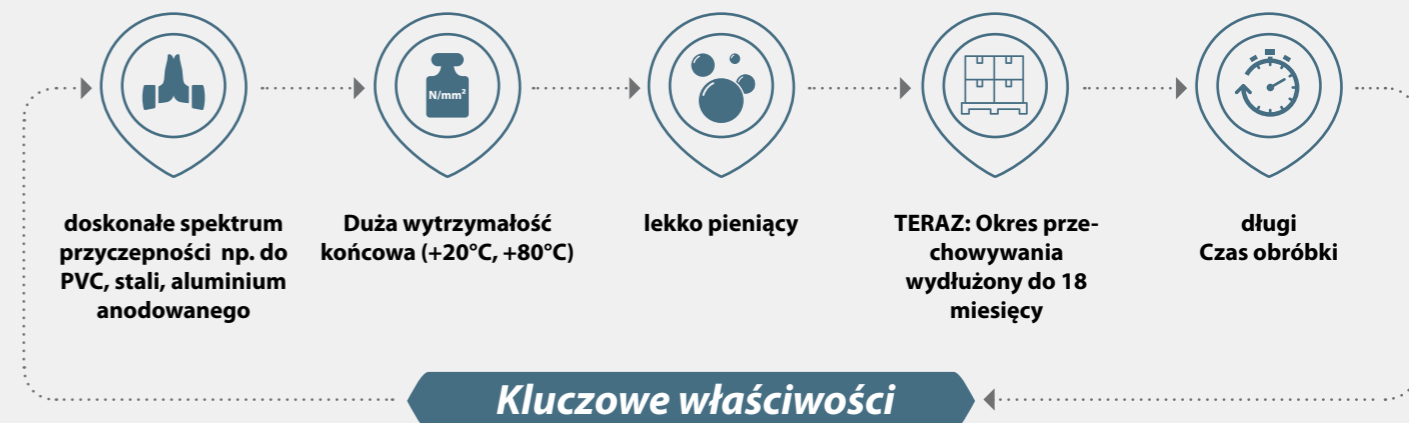 N/mm²
doskonałe spektrum
przyczepności np. do
PVC, stali, aluminium
anodowanego
Duża wytrzymałość
końcowa (+20°C, +80°C)
lekko pieniący
TERAZ: Okres prze-
chowywania
wydłużony do 18
miesięcy
długi
Czas obróbki
Kluczowe właściwości